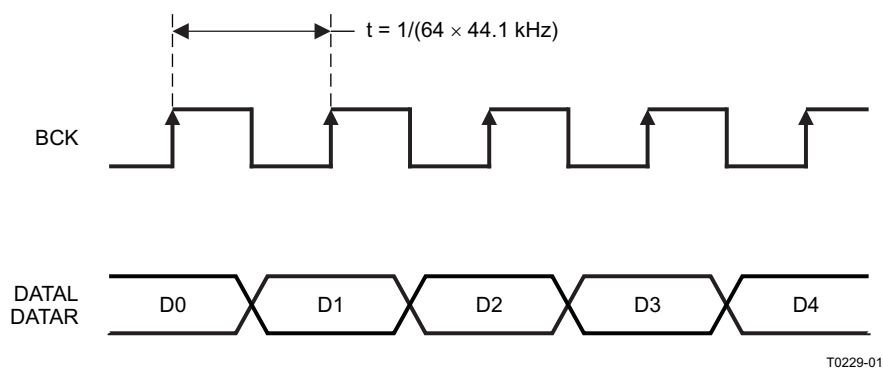 t = 1/(64 × 44.1 kHz)
BCK
DATAL
DATAR
D0 D1 D2 D3 D4
T0229-01